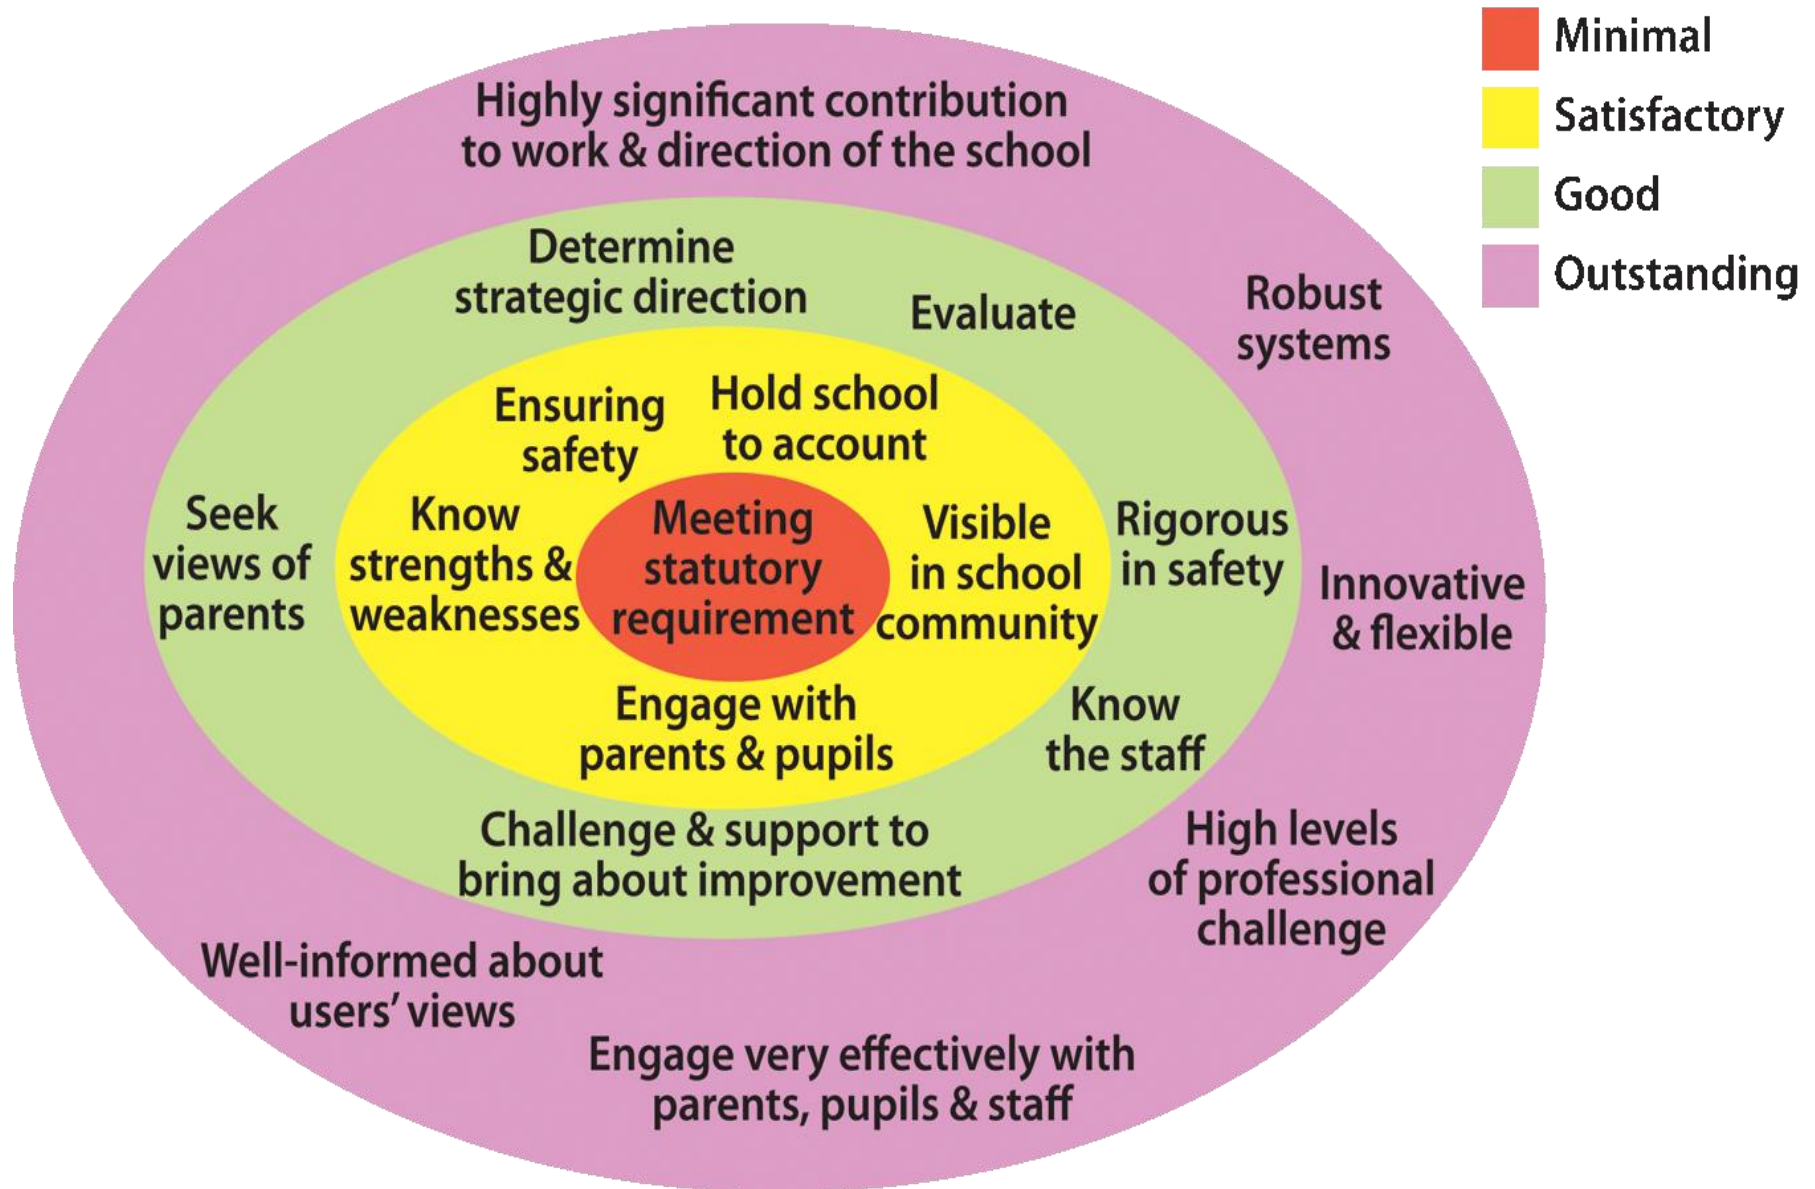 Minimal
Satisfactory
Good
Outstanding
Highly significant contribution
to work & direction of the school
Determine
strategic direction
Evaluate
Robust
systems
Ensuring
safety
Hold school
to account
Seek
views of
parents
Know
strengths &
weaknesses
Meeting
statutory
requirement
Visible
in school
community
Rigorous
in safety
Innovative
& flexible
Engage with
parents & pupils
Know
the staff
Challenge & support to
bring about improvement
High levels
of professional
challenge
Well-informed about
users’ views
Engage very effectively with
parents, pupils & staff